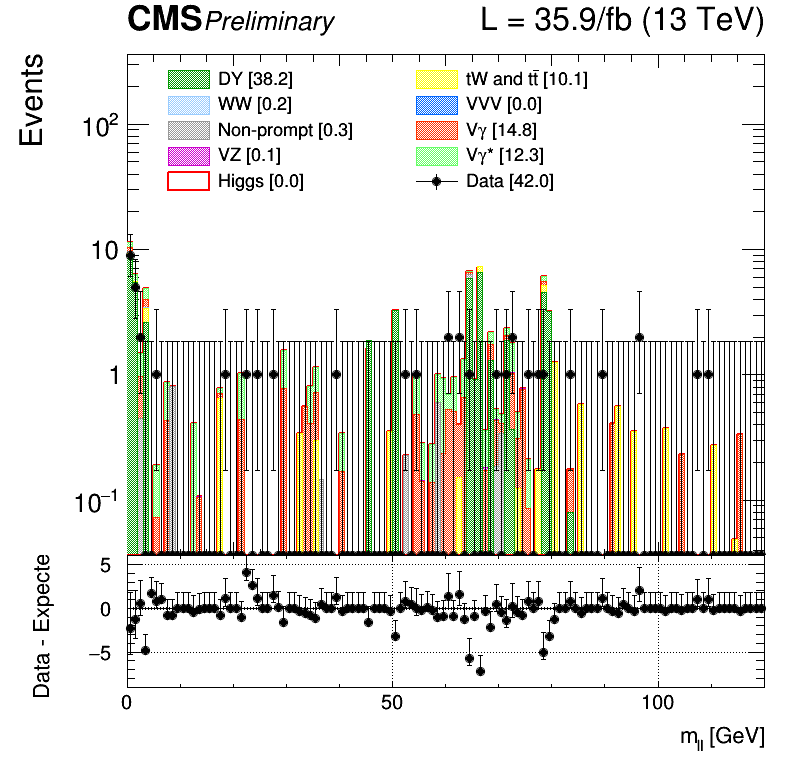 CMS Preliminary L = 35.9/fb (13 TeV)
Events
DY [38.2] tW and tt̄ [10.1]
WW [0.2] VVV [0.0]
Non-prompt [0.3] Vγ [14.8]
VZ [0.1] Vγ* [12.3]
Higgs [0.0] Data [42.0]
10²
10
1
10⁻¹
Data - Expecte
5
0
−5
0 50 100
m_ll [GeV]